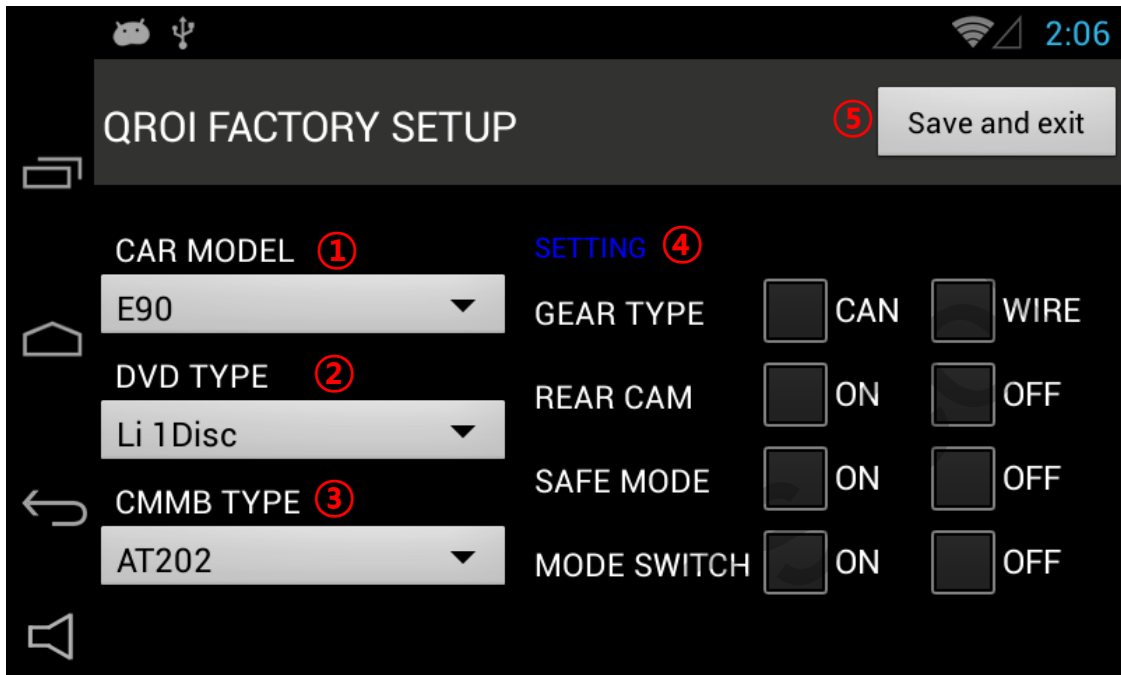 2:06
QROI FACTORY SETUP
⑤ Save and exit
CAR MODEL ①
E90
DVD TYPE ②
Li 1Disc
CMMB TYPE ③
AT202
SETTING ④
GEAR TYPE CAN WIRE
REAR CAM ON OFF
SAFE MODE ON OFF
MODE SWITCH ON OFF